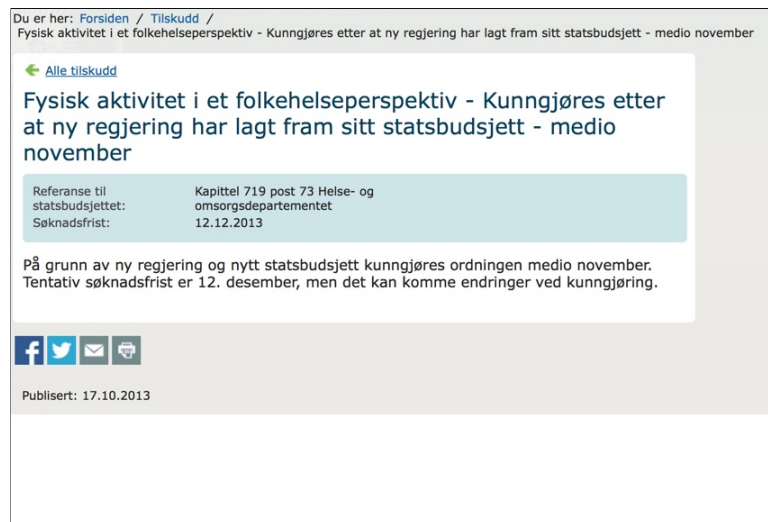 Du er her: Forsiden / Tilskudd /
Fysisk aktivitet i et folkehelseperspektiv - Kunngjøres etter at ny regjering har lagt fram sitt statsbudsjett - medio november
Alle tilskudd
Fysisk aktivitet i et folkehelseperspektiv - Kunngjøres etter
at ny regjering har lagt fram sitt statsbudsjett - medio
november
Referanse til
statsbudsjettet:
Kapittel 719 post 73 Helse- og
omsorgsdepartementet
Søknadsfrist: 12.12.2013
På grunn av ny regjering og nytt statsbudsjett kunngjøres ordningen medio november.
Tentativ søknadsfrist er 12. desember, men det kan komme endringer ved kunngjøring.
Publisert: 17.10.2013